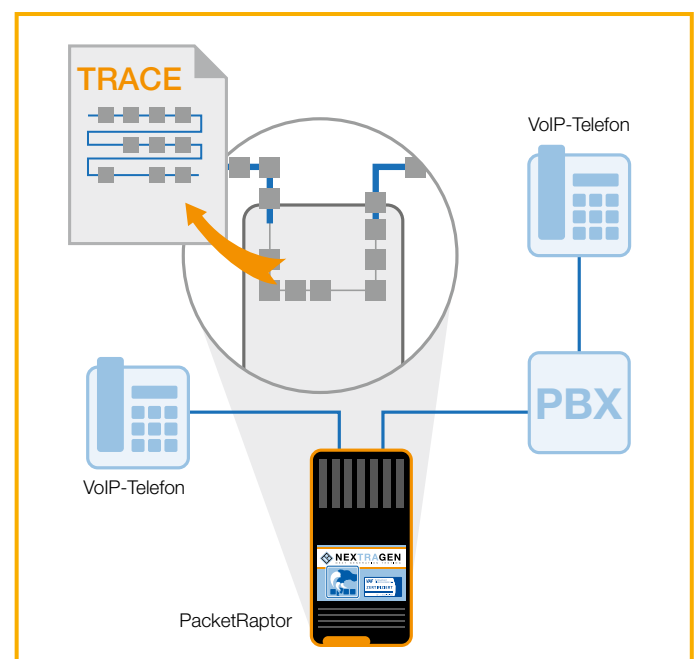 TRACE
VoIP-Telefon
PBX
VoIP-Telefon
NEXTRAGEN
PacketRaptor